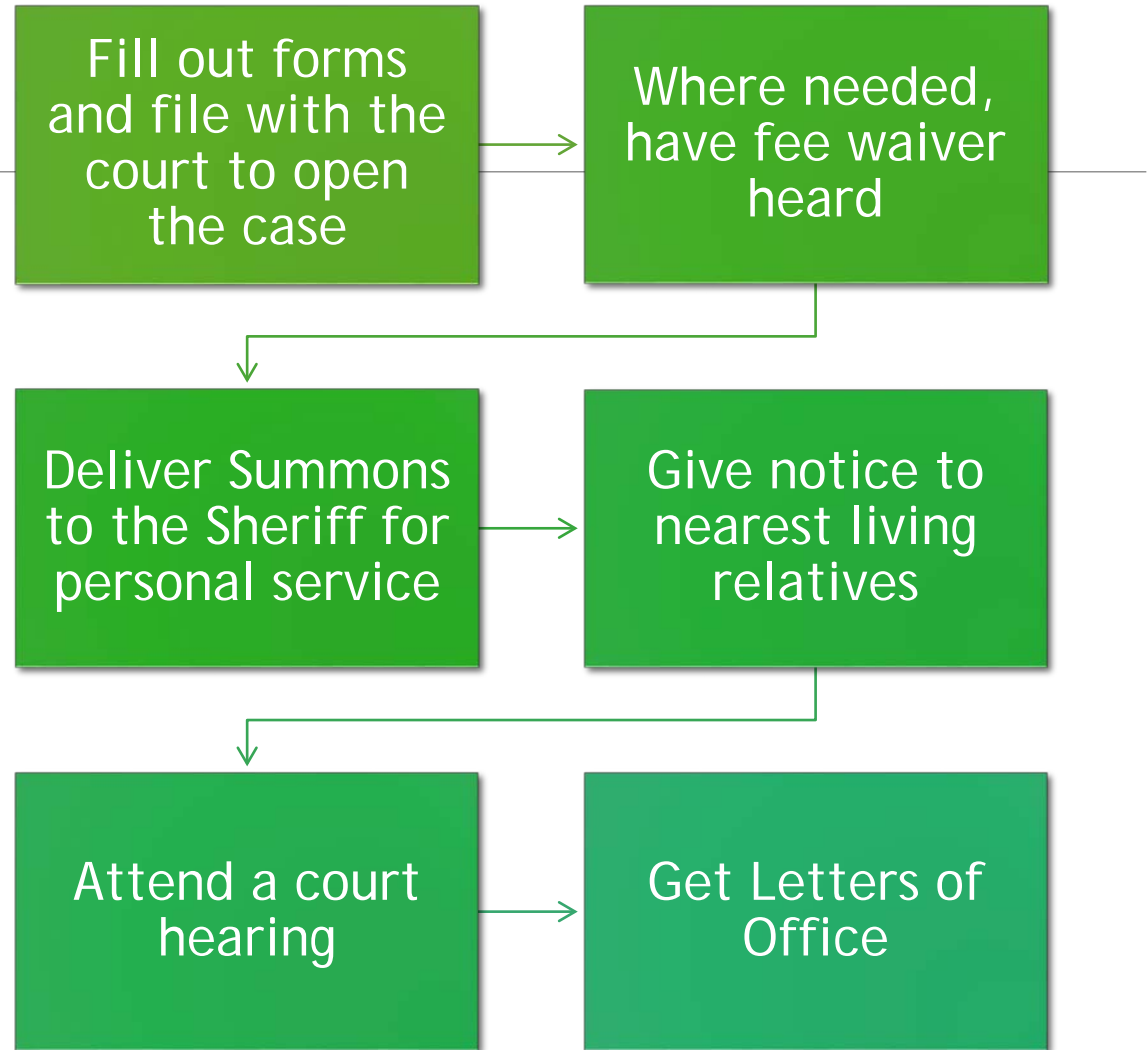 Fill out forms
and file with the
court to open
the case
Where needed,
have fee waiver
heard
Deliver Summons
to the Sheriff for
personal service
Give notice to
nearest living
relatives
Attend a court
hearing
Get Letters of
Office